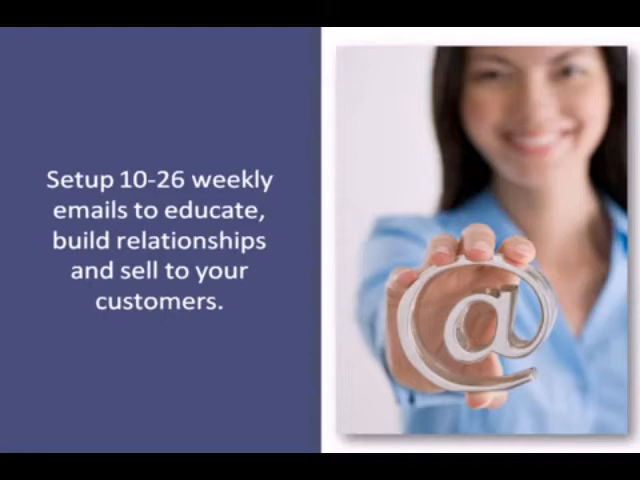 Setup 10-26 weekly
emails to educate,
build relationships
and sell to your
customers.
@